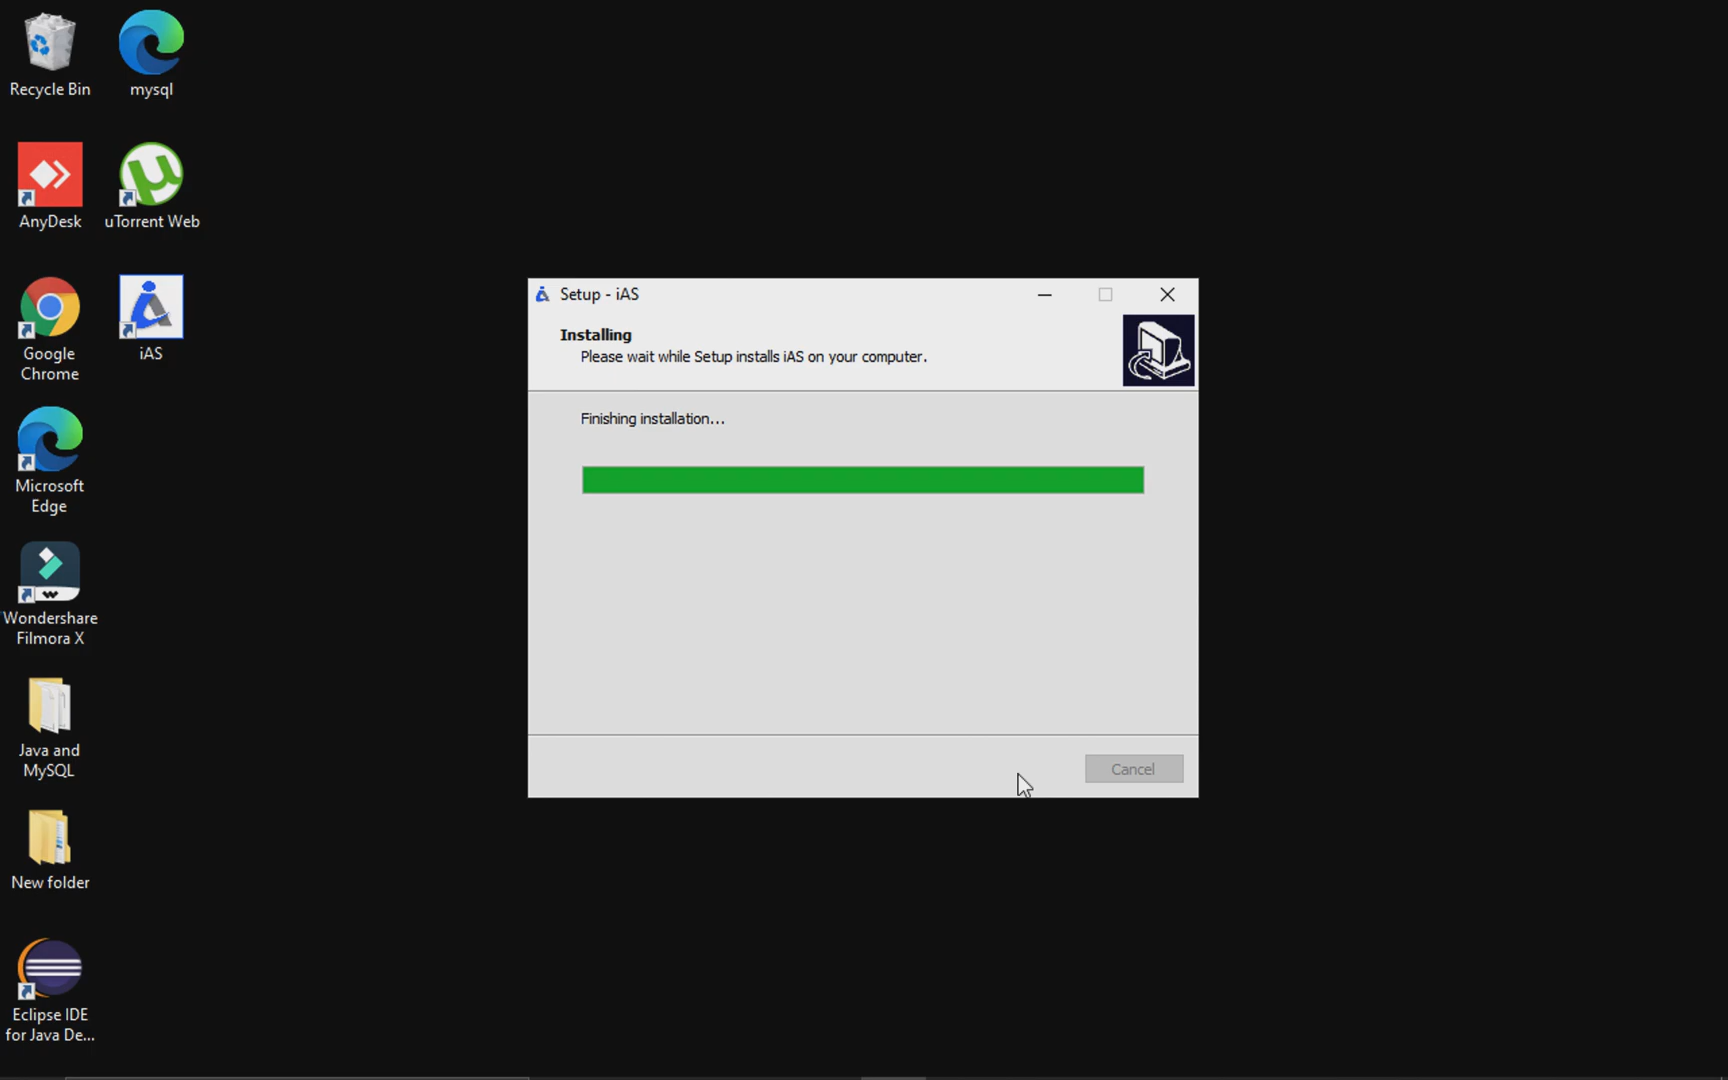 Recycle Bin
mysql
AnyDesk
uTorrent Web
Google
Chrome
iAS
Microsoft
Edge
Wondershare
Filmora X
Java and
MySQL
New folder
Eclipse IDE
for Java De...
Setup - iAS
Installing
Please wait while Setup installs iAS on your computer.
Finishing installation...
Cancel